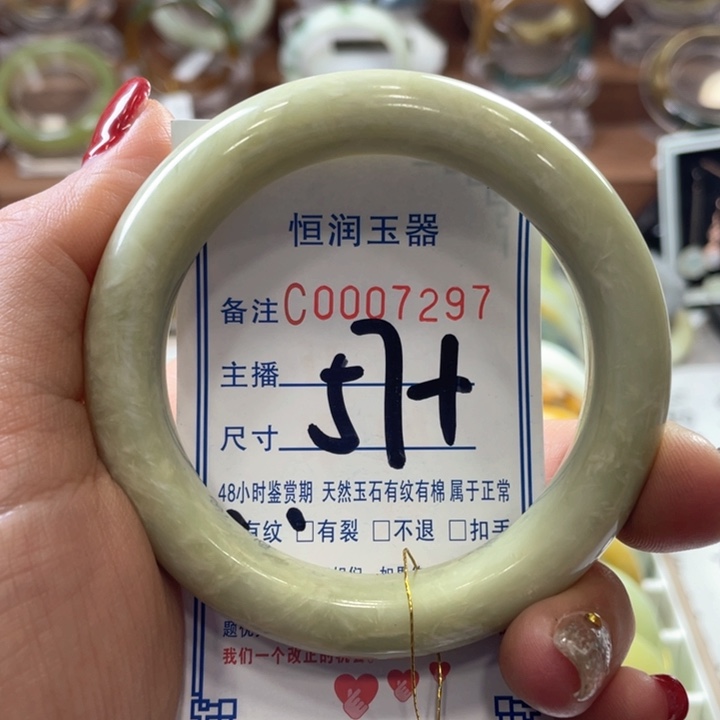 恒润玉器
备注C0007297
主播
尺寸 57+
48小时鉴赏期 天然玉石有纹有棉属于正常
有纹 □有裂 □不退 □扣手
我们一个改正的机会